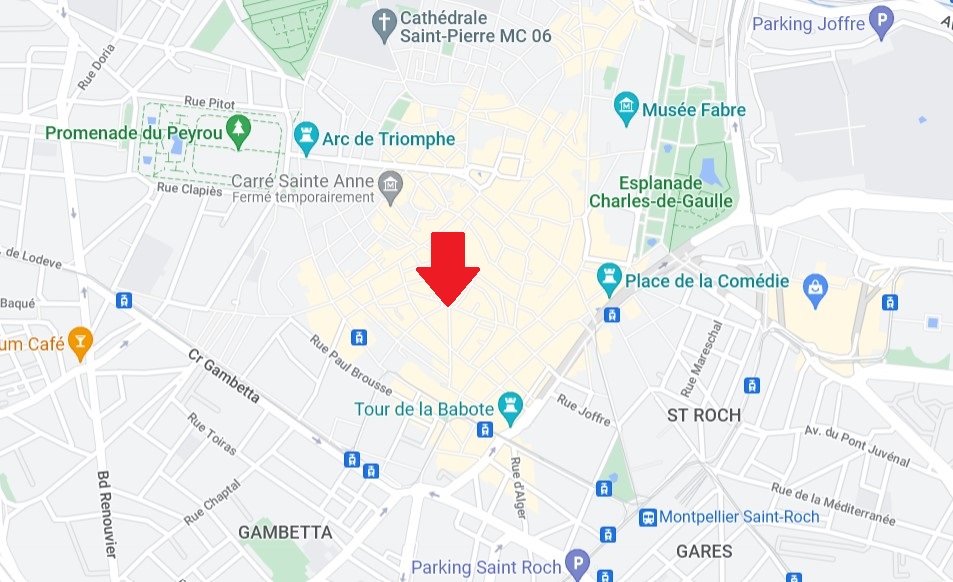 Cathédrale
Saint-Pierre MC 06
Parking Joffre
Rue Doria
Rue Pitot
Musée Fabre
Promenade du Peyrou
Arc de Triomphe
Carré Sainte Anne
Fermé temporairement
Rue Clapiès
Esplanade
Charles-de-Gaulle
. de Lodeve
Place de la Comédie
Baqué
um Café
Rue Paul Brousse
Cr Gambetta
Rue Mareschal
Tour de la Babote
Rue Joffre
ST ROCH
Rue Toiras
Av. du Pont Juvénal
Bd Renouvier
Rue Chaptal
Rue d'Alger
Rue de la Méditerranée
Montpellier Saint-Roch
GAMBETTA
GARES
Parking Saint Roch